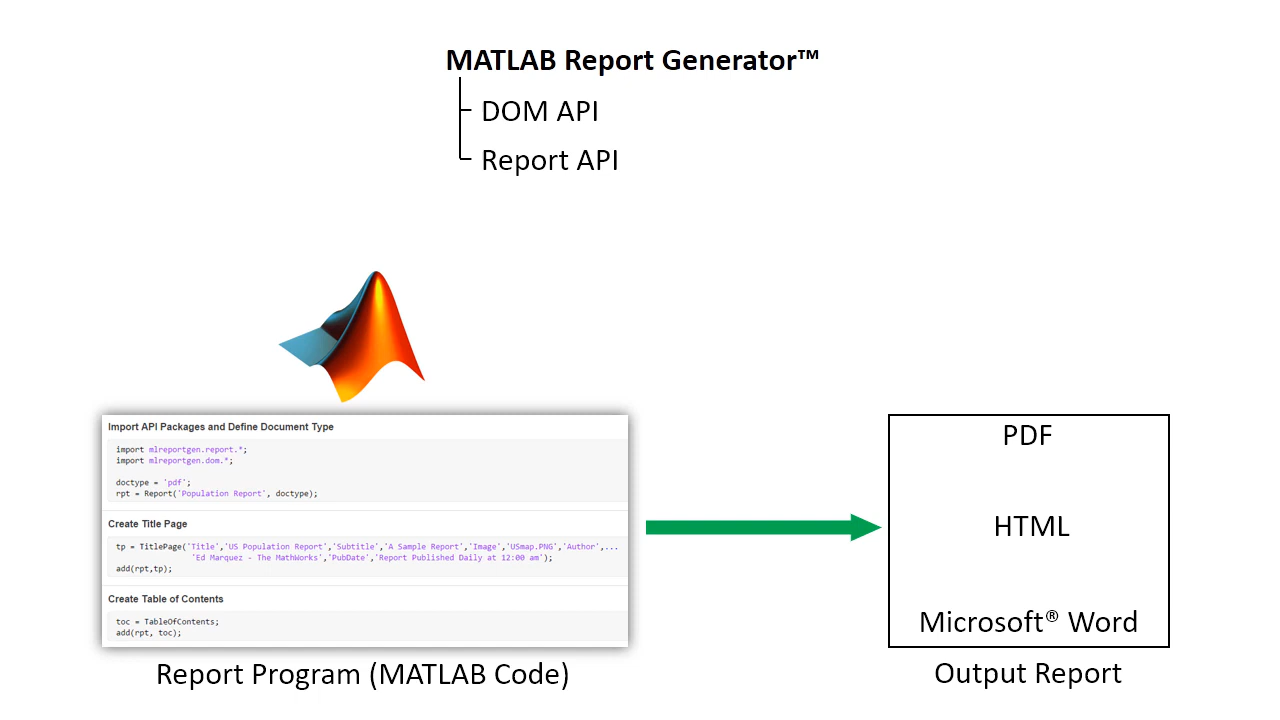 MATLAB Report Generator™
DOM API
Report API
Import API Packages and Define Document Type
import mlreportgen.report.*;
import mlreportgen.dom.*;
doctype = 'pdf';
rpt = Report('Population Report', doctype);
Create Title Page
tp = TitlePage('Title','US Population Report','Subtitle','A Sample Report','Image','USmap.PNG','Author',...
'Ed Marquez - The MathWorks','PubDate','Report Published Daily at 12:00 am');
add(rpt,tp);
Create Table of Contents
toc = TableOfContents;
add(rpt, toc);
Report Program (MATLAB Code)
PDF
HTML
Microsoft® Word
Output Report